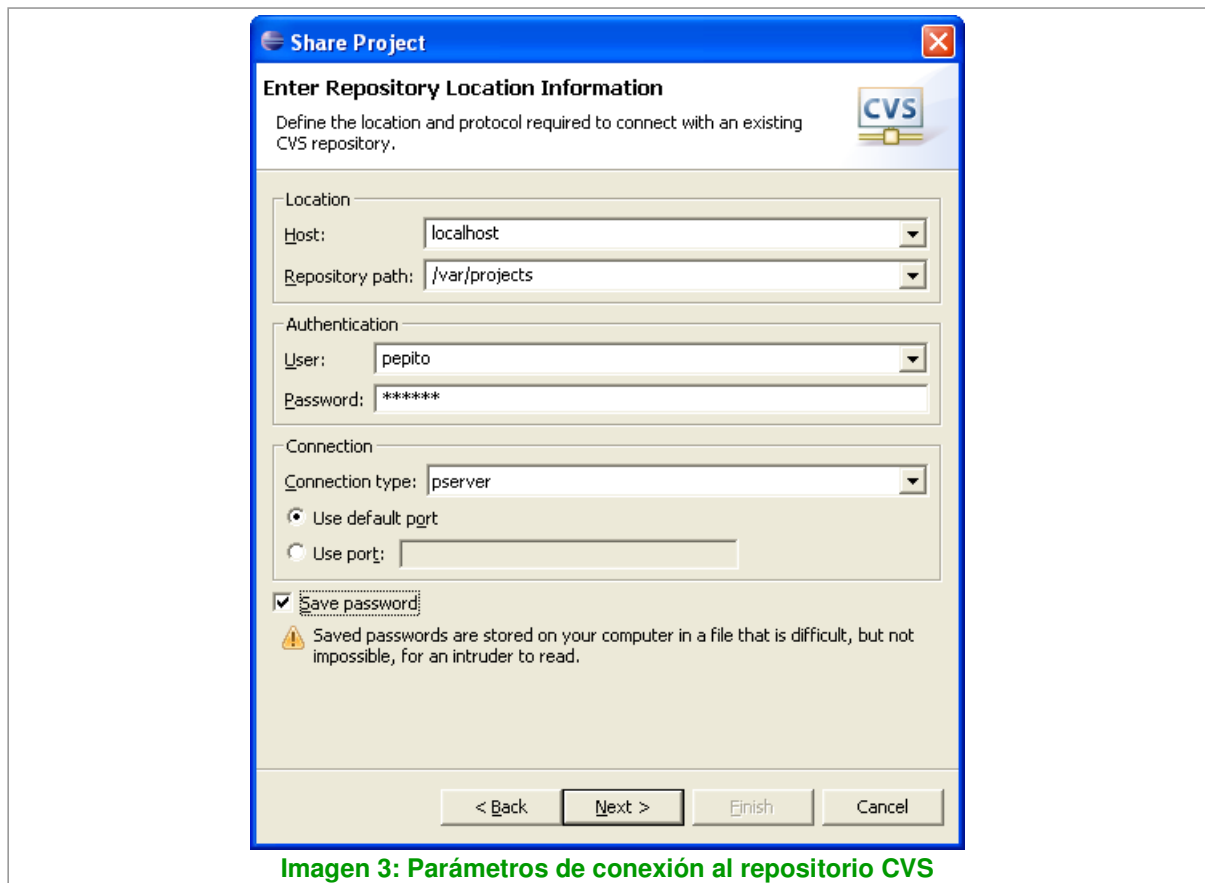 Share Project
Enter Repository Location Information
Define the location and protocol required to connect with an existing
CVS repository.
CVS
Location
Host: localhost
Repository path: /var/projects
Authentication
User: pepito
Password: ******
Connection
Connection type: pserver
Use default port
Use port:
Save password
Saved passwords are stored on your computer in a file that is difficult, but not
impossible, for an intruder to read.
< Back Next > Finish Cancel
Imagen 3: Parámetros de conexión al repositorio CVS